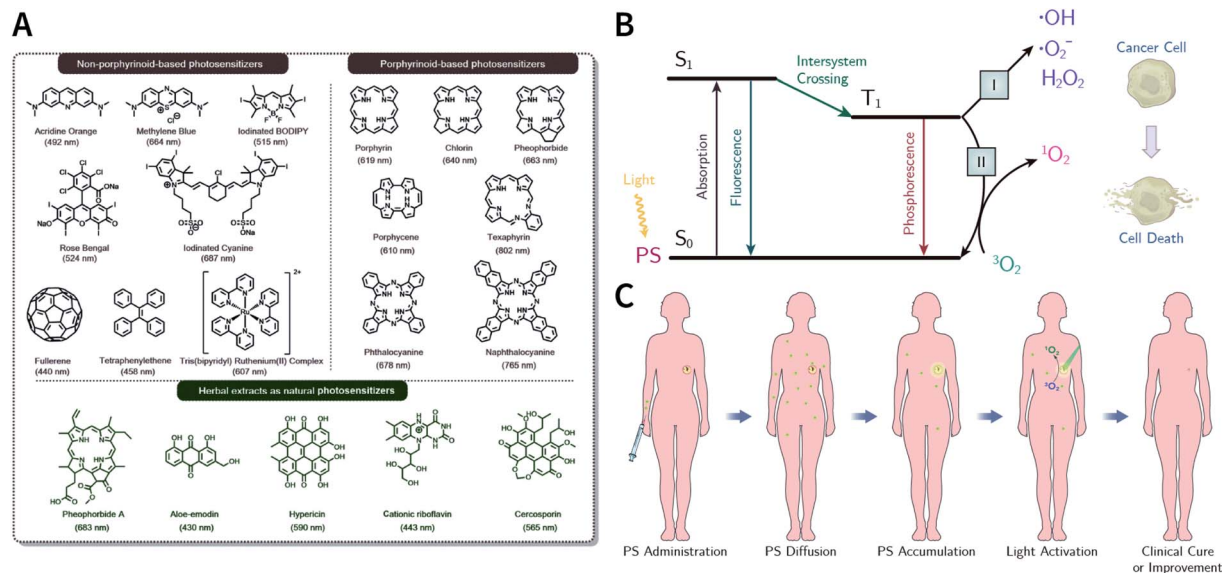 A
Non-porphyrinoid-based photosensitizers
Porphyrinoid-based photosensitizers
Acridine Orange
(492 nm)
Methylene Blue
(664 nm)
Iodinated BODIPY
(515 nm)
Rose Bengal
(524 nm)
Iodinated Cyanine
(687 nm)
Fullerene
(440 nm)
Tetraphenylethene
(458 nm)
Tris(bipyridyl) Ruthenium(II) Complex
(607 nm)
Porphyrin
(619 nm)
Chlorin
(640 nm)
Pheophorbide
(663 nm)
Porphycene
(610 nm)
Texaphyrin
(802 nm)
Phthalocyanine
(678 nm)
Naphthalocyanine
(765 nm)
Herbal extracts as natural photosensitizers
Pheophorbide A
(683 nm)
Aloe-emodin
(430 nm)
Hypericin
(590 nm)
Cationic riboflavin
(443 nm)
Cercosporin
(565 nm)
B
S₁
Intersystem
Crossing
T₁
Absorption
Fluorescence
Phosphorescence
Light
PS
S₀
I
II
·OH
·O₂⁻
H₂O₂
¹O₂
³O₂
Cancer Cell
Cell Death
C
¹O₂
³O₂
PS Administration
PS Diffusion
PS Accumulation
Light Activation
Clinical Cure
or Improvement